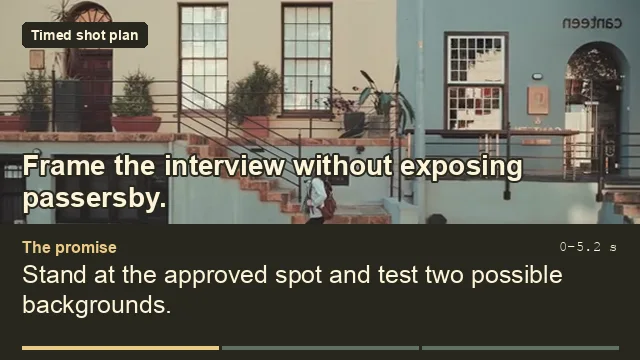 Timed shot plan
canteen
Frame the interview without exposing
passersby.
The promise
0–5.2 s
Stand at the approved spot and test two possible
backgrounds.